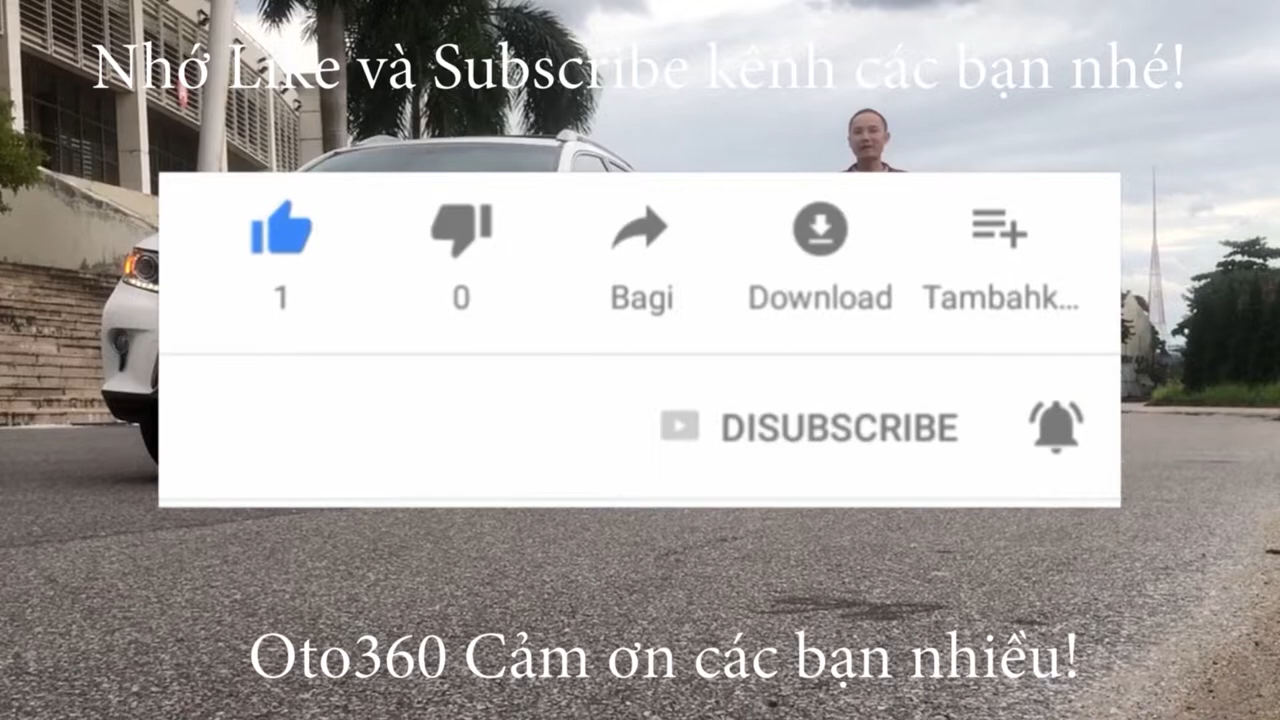 Nhớ Like và Subscribe kênh các bạn nhé!
1 0 Bagi Download Tambahk...
DISUBSCRIBE
Oto360 Cảm ơn các bạn nhiều!